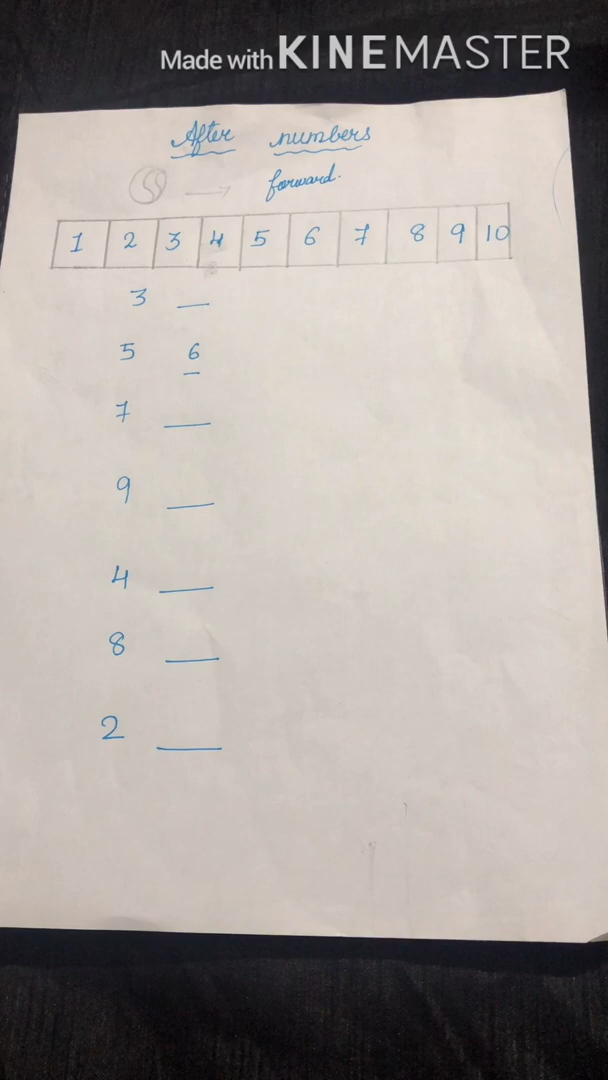 Made with KINEMASTER
After numbers
→ forward.
1 2 3 4 5 6 7 8 9 10
3 __
5 6
7 __
9 __
4 __
8 __
2 __